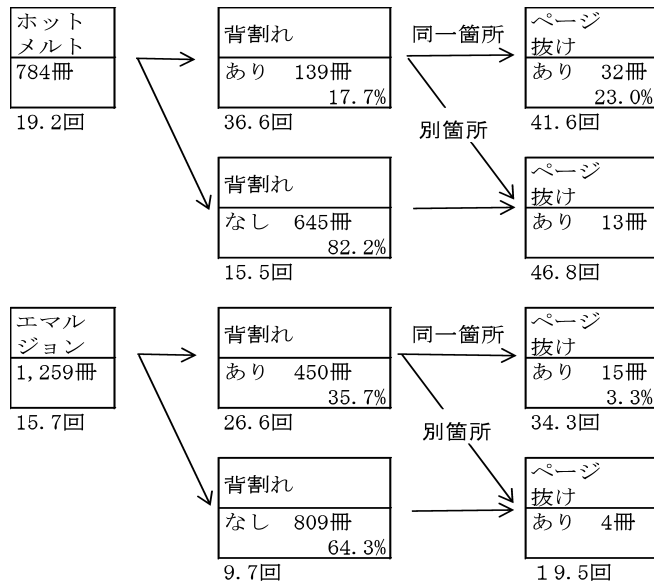 ホット
メルト
784冊
19.2回
背割れ
あり 139冊
17.7%
36.6回
同一箇所
ページ
抜け
あり 32冊
23.0%
41.6回
別箇所
背割れ
なし 645冊
82.2%
15.5回
ページ
抜け
あり 13冊
46.8回
エマル
ジョン
1,259冊
15.7回
背割れ
あり 450冊
35.7%
26.6回
同一箇所
ページ
抜け
あり 15冊
3.3%
34.3回
別箇所
背割れ
なし 809冊
64.3%
9.7回
ページ
抜け
あり 4冊
19.5回